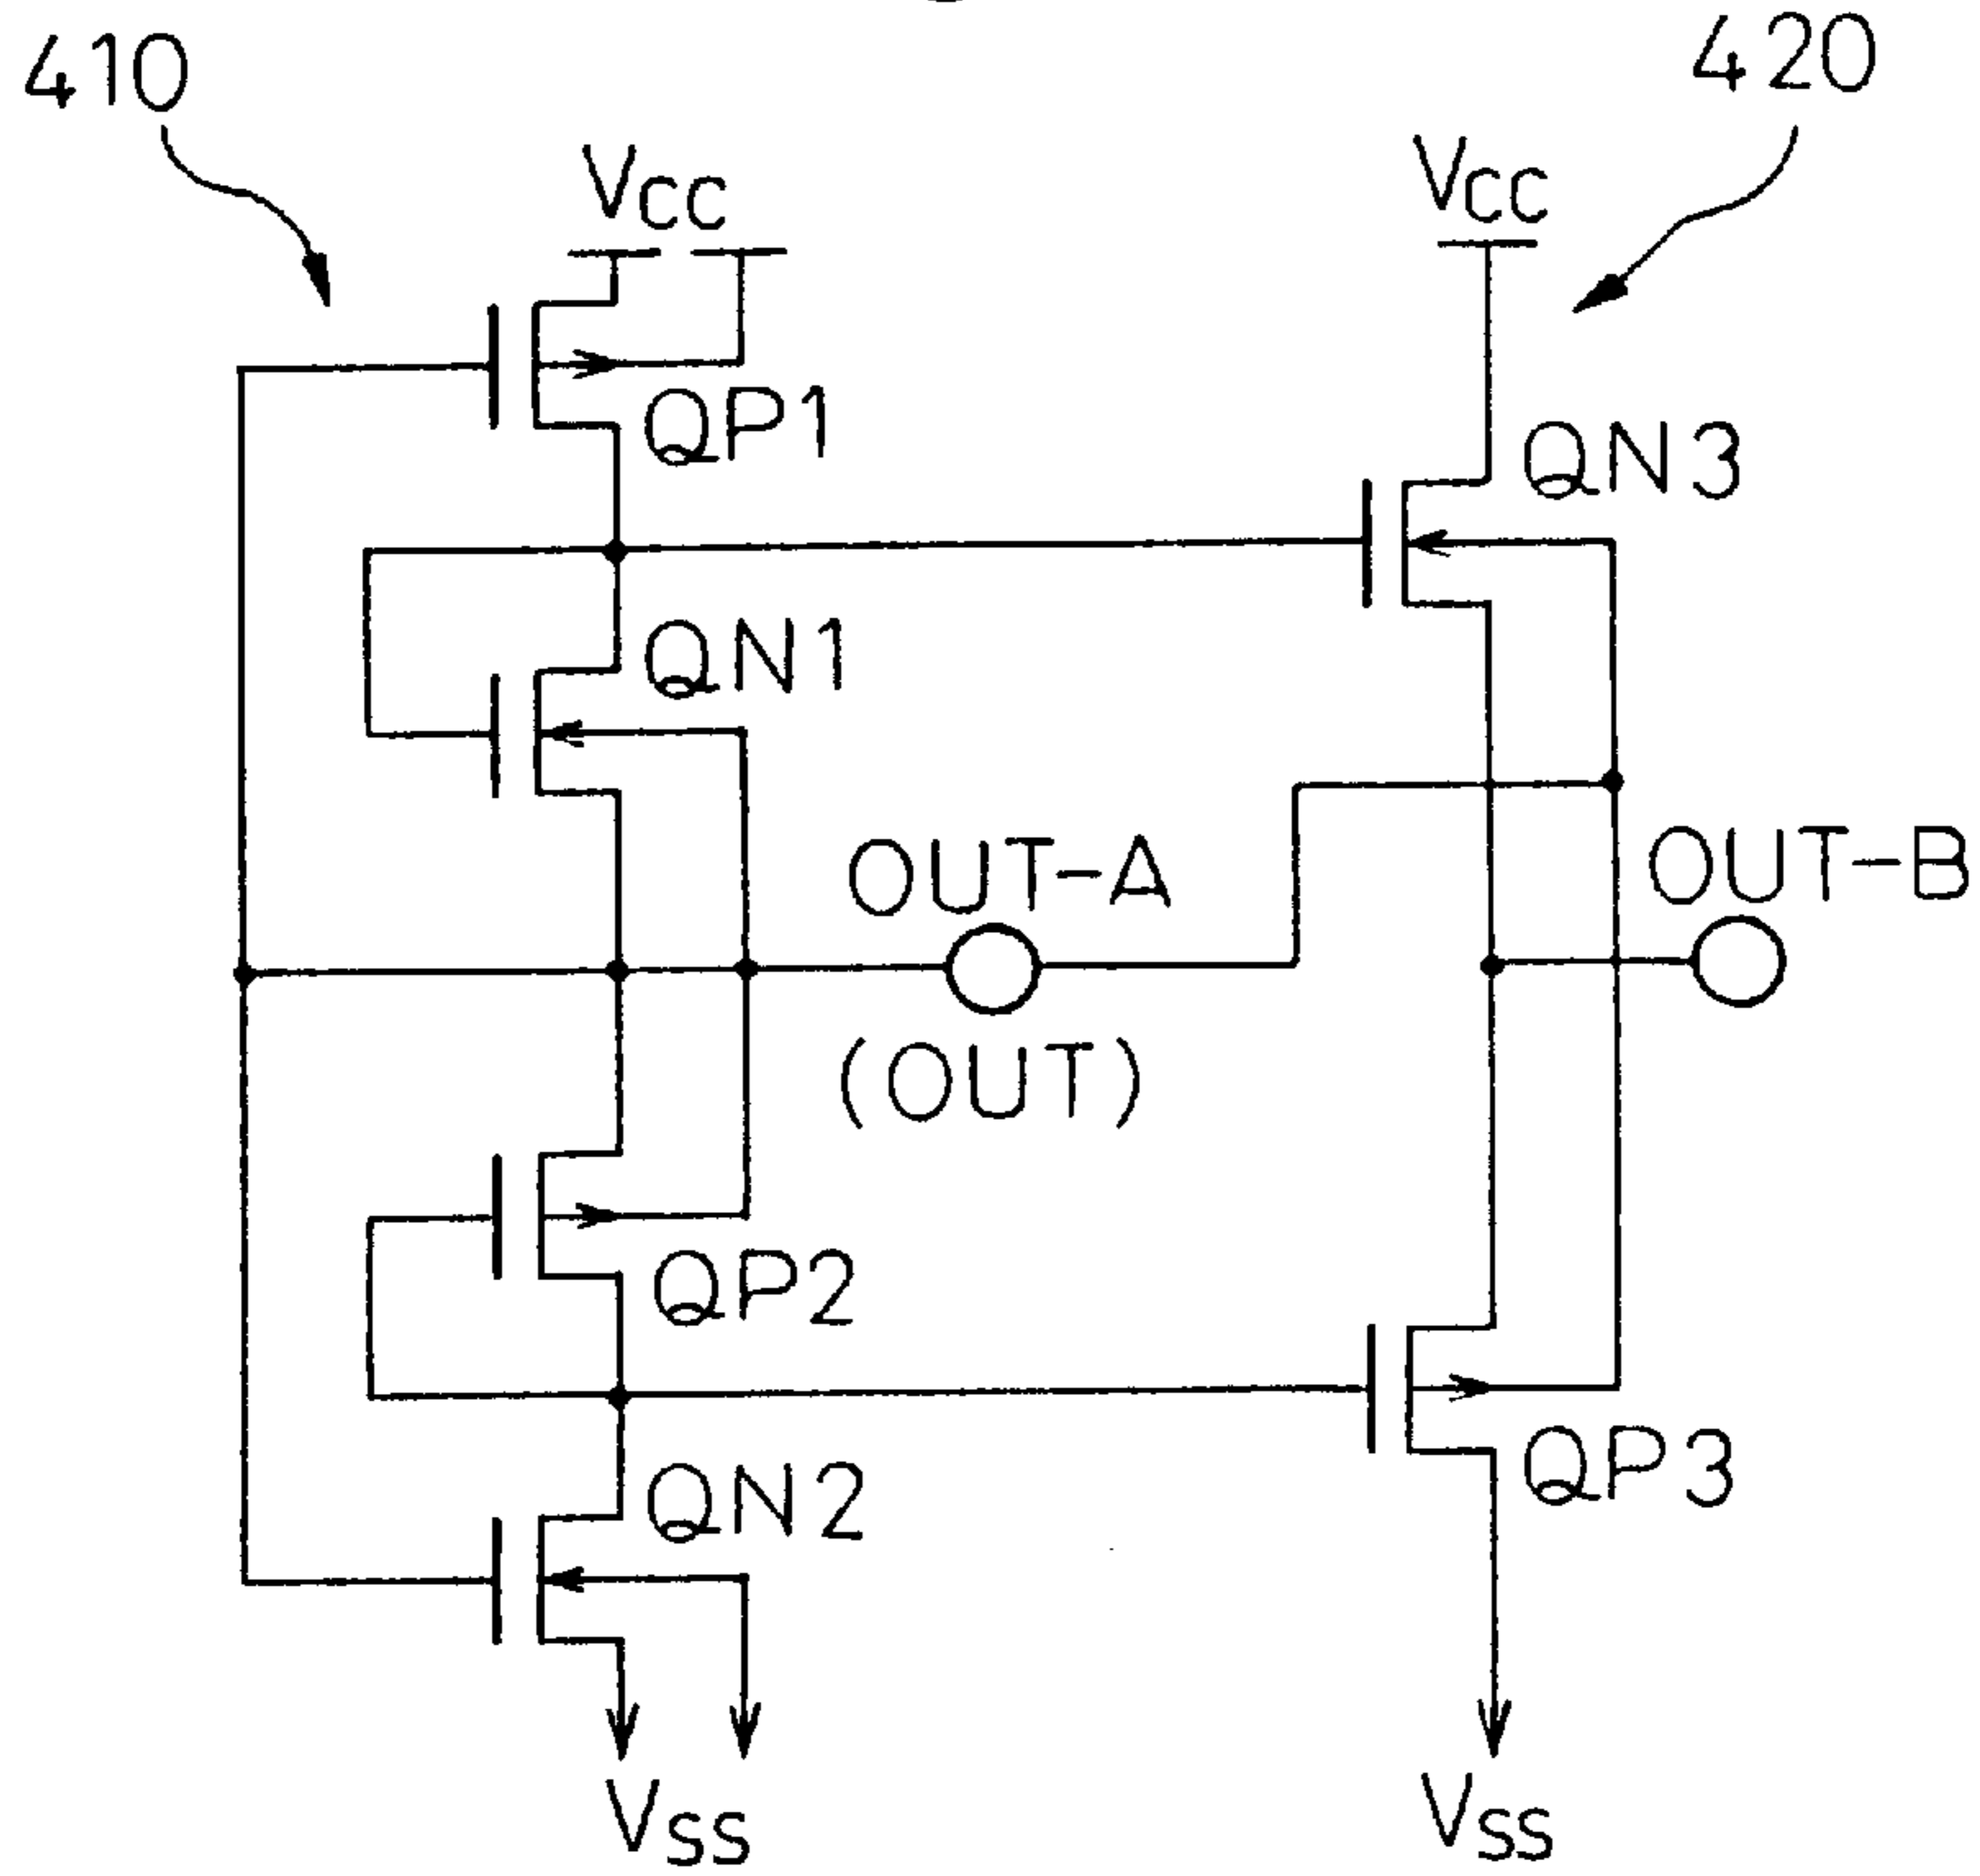 410
420
VCC
VCC
QP1
QN3
QN1
OUT-A
OUT-B
(OUT)
QP2
QP3
QN2
VSS
VSS